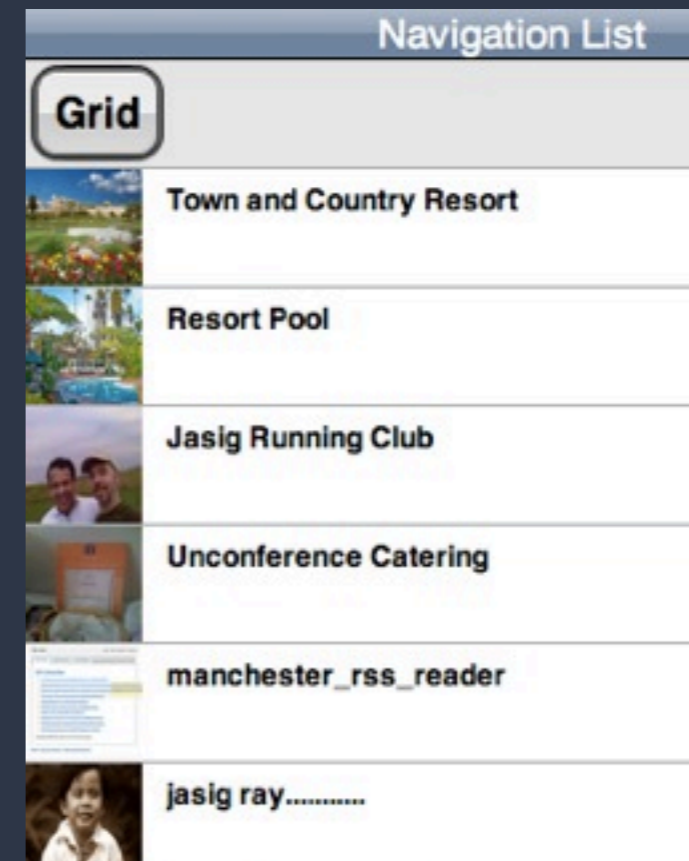 Navigation List
Grid
Town and Country Resort
Resort Pool
Jasig Running Club
Unconference Catering
manchester_rss_reader
jasig ray...........